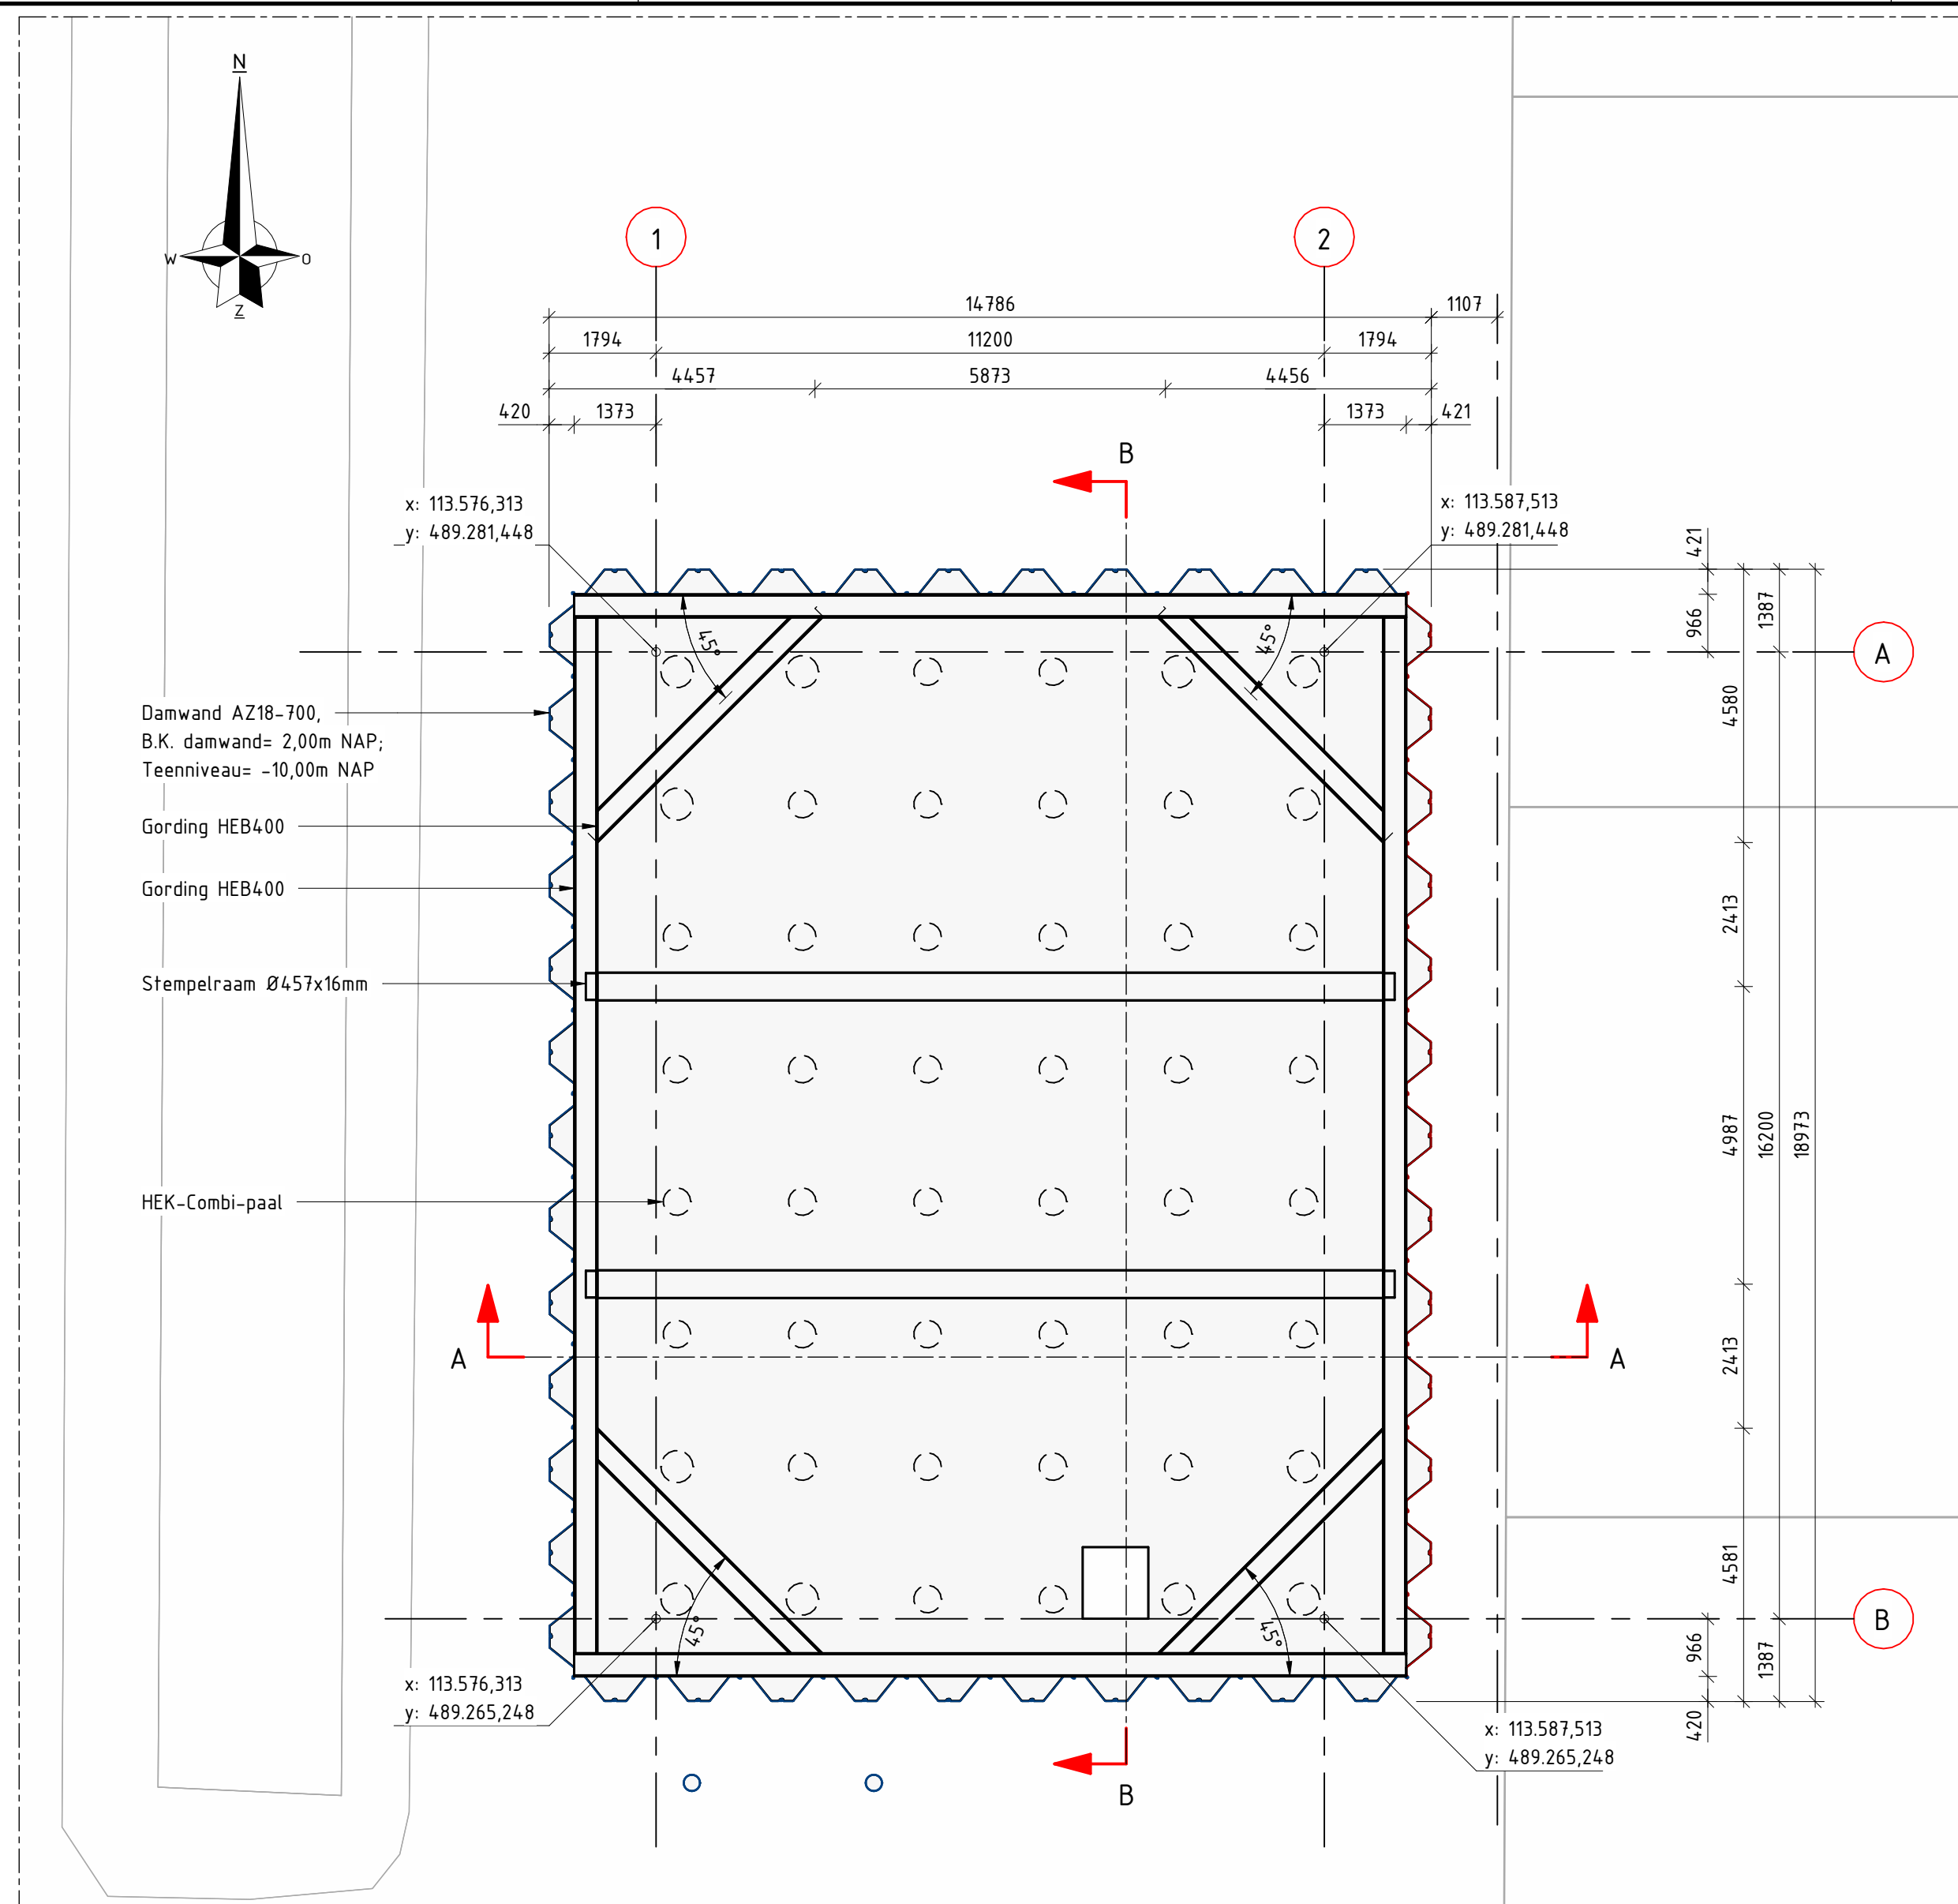 N
W
O
Z
1
2
14786
1107
1794
11200
1794
4457
5873
4456
420
1373
1373
421
B
x: 113.576,313
y: 489.281,448
x: 113.587,513
y: 489.281,448
421
966
1387
A
45°
45°
Damwand AZ18-700,
B.K. damwand= 2,00m NAP;
Teenniveau= -10,00m NAP
4580
Gording HEB400
Gording HEB400
2413
Stempelraam Ø457x16mm
4987
16200
18973
HEK-Combi-paal
A
A
2413
4581
45°
45°
B
966
1387
420
x: 113.576,313
y: 489.265,248
x: 113.587,513
y: 489.265,248
B